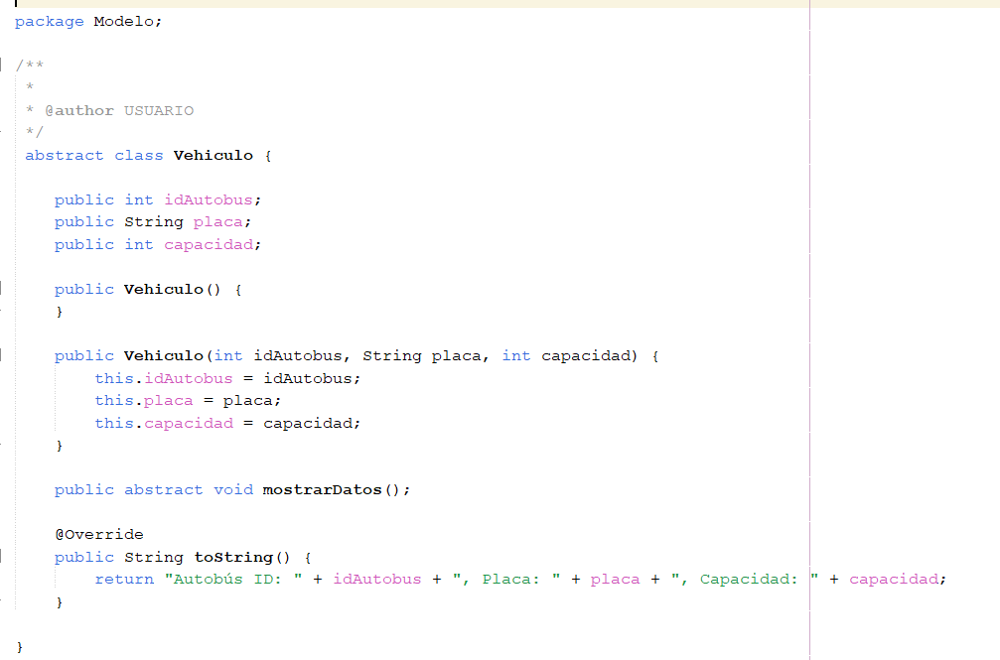 package Modelo;
/**
*
* @author USUARIO
*/
abstract class Vehiculo {
public int idAutobus;
public String placa;
public int capacidad;
public Vehiculo() {
}
public Vehiculo(int idAutobus, String placa, int capacidad) {
this.idAutobus = idAutobus;
this.placa = placa;
this.capacidad = capacidad;
}
public abstract void mostrarDatos();
@Override
public String toString() {
return "Autobús ID: " + idAutobus + ", Placa: " + placa + ", Capacidad: " + capacidad;
}
}